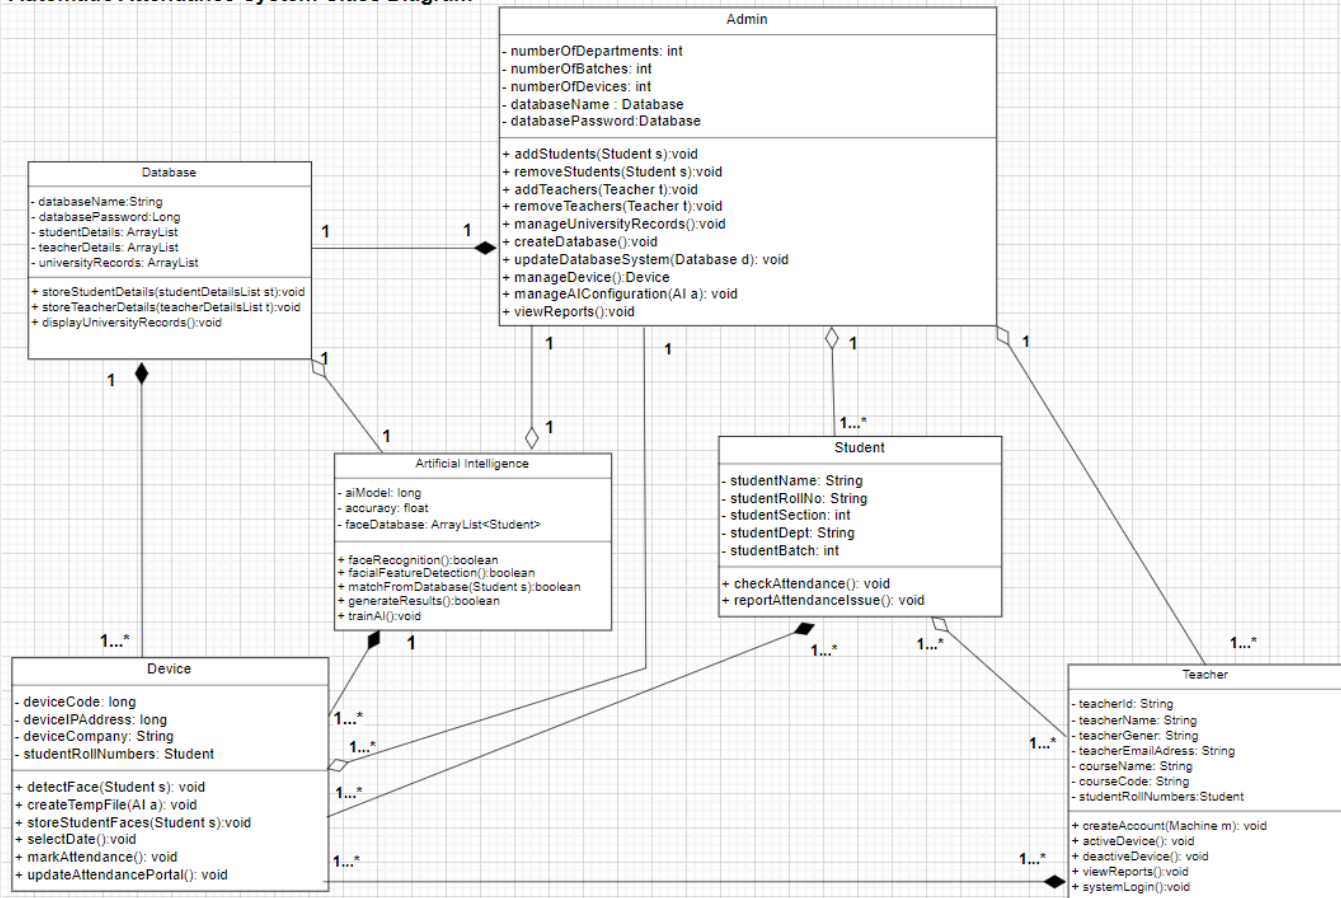 Admin
- numberOfDepartments: int
- numberOfBatches: int
- numberOfDevices: int
- databaseName : Database
- databasePassword:Database
+ addStudents(Student s):void
+ removeStudents(Student s):void
+ addTeachers(Teacher t):void
+ removeTeachers(Teacher t):void
+ manageUniversityRecords():void
+ createDatabase():void
+ updateDatabaseSystem(Database d): void
+ manageDevice():Device
+ manageAIConfiguration(AI a): void
+ viewReports():void
Database
- databaseName:String
- databasePassword:Long
- studentDetails: ArrayList
- teacherDetails: ArrayList
- universityRecords: ArrayList
+ storeStudentDetails(studentDetailsList st):void
+ storeTeacherDetails(teacherDetailsList t):void
+ displayUniversityRecords():void
1
1
1
1
1
1
1
1
1
1
1...*
Artificial Intelligence
- aiModel: long
- accuracy: float
- faceDatabase: ArrayList<Student>
+ faceRecognition():boolean
+ facialFeatureDetection():boolean
+ matchFromDatabase(Student s):boolean
+ generateResults():boolean
+ trainAI():void
Student
- studentName: String
- studentRollNo: String
- studentSection: int
- studentDept: String
- studentBatch: int
+ checkAttendance(): void
+ reportAttendanceIssue(): void
1...*
1
1...*
1...*
1...*
Device
- deviceCode: long
- deviceIPAddress: long
- deviceCompany: String
- studentRollNumbers: Student
+ detectFace(Student s): void
+ createTempFile(AI a): void
+ storeStudentFaces(Student s):void
+ selectDate():void
+ markAttendance(): void
+ updateAttendancePortal(): void
1...*
1...*
1...*
1...*
1...*
1...*
Teacher
- teacherId: String
- teacherName: String
- teacherGener: String
- teacherEmailAdress: String
- courseName: String
- courseCode: String
- studentRollNumbers:Student
+ createAccount(Machine m): void
+ activeDevice(): void
+ deactiveDevice(): void
+ viewReports():void
+ systemLogin():void